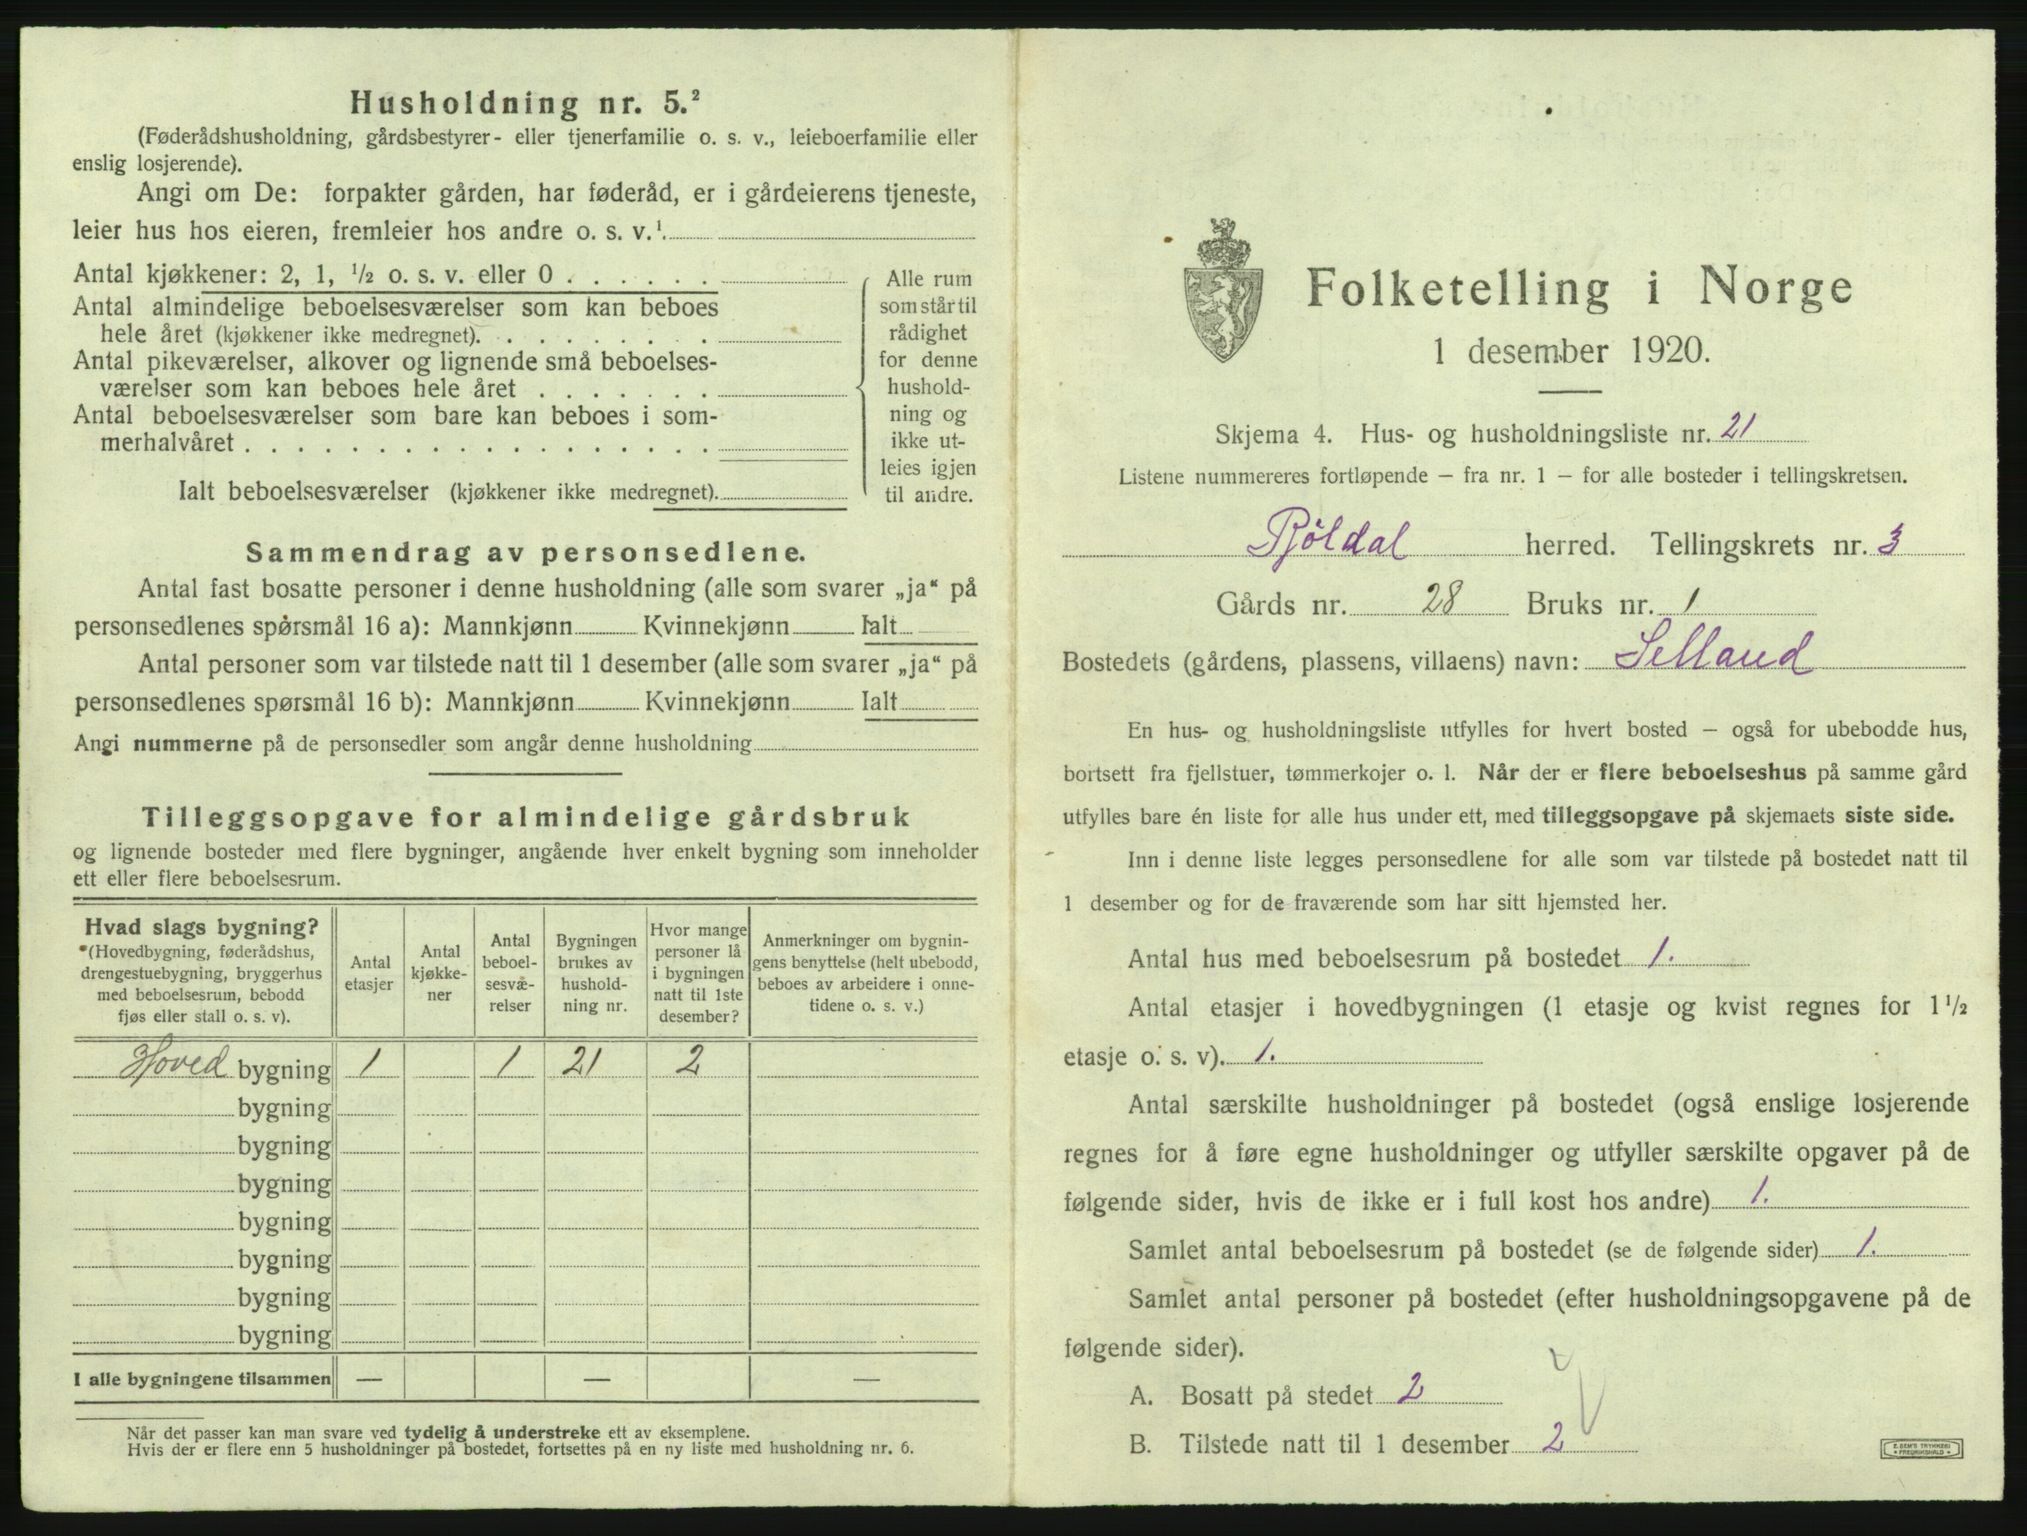 Husholdning nr. 5.²
(Føderådshusholdning, gårdsbestyrer- eller tjenerfamilie o. s. v., leieboerfamilie eller
enslig losjerende).
Angi om De: forpakter gården, har føderåd, er i gårdeierens tjeneste,
leier hus hos eieren, fremleier hos andre o. s. v.¹
Antal kjøkkener: 2, 1, ½ o. s. v. eller 0 . . . . . .
Antal almindelige beboelsesværelser som kan beboes
hele året (kjøkkener ikke medregnet). . . . . . . . .
Antal pikeværelser, alkover og lignende små beboelses-
værelser som kan beboes hele året . . . . . . .
Antal beboelsesværelser som bare kan beboes i som-
merhalvåret . . . . . . . . . . . . . . . . . .
Ialt beboelsesværelser (kjøkkener ikke medregnet).
Alle rum
som står til
rådighet
for denne
hushold-
ning og
ikke ut-
leies igjen
til andre.
Sammendrag av personsedlene.
Antal fast bosatte personer i denne husholdning (alle som svarer „ja“ på
personsedlenes spørsmål 16 a): Mannkjønn Kvinnekjønn Ialt
Antal personer som var tilstede natt til 1 desember (alle som svarer „ja“ på
personsedlenes spørsmål 16 b): Mannkjønn Kvinnekjønn Ialt
Angi nummerne på de personsedler som angår denne husholdning
Tilleggsopgave for almindelige gårdsbruk
og lignende bosteder med flere bygninger, angående hver enkelt bygning som inneholder
ett eller flere beboelsesrum.
Hvad slags bygning?
(Hovedbygning, føderådshus,
drengestuebygning, bryggerhus
med beboelsesrum, bebodd
fjøs eller stall o. s. v).
Antal
etasjer
Antal
kjøkke-
ner
Antal
beboel-
sesvæ-
relser
Bygningen
brukes av
hushold-
ning nr.
Hvor mange
personer lå
i bygningen
natt til 1ste
desember?
Anmerkninger om bygnin-
gens benyttelse (helt ubebodd,
beboes av arbeidere i onne-
tidene o. s. v.)
Hoved bygning 1 1 21 2
bygning
bygning
bygning
bygning
bygning
bygning
bygning
I alle bygningene tilsammen — — —
Når det passer kan man svare ved tydelig å understreke ett av eksemplene.
Hvis der er flere enn 5 husholdninger på bostedet, fortsettes på en ny liste med husholdning nr. 6.
Folketelling i Norge
1 desember 1920.
Skjema 4. Hus- og husholdningsliste nr. 21
Listene nummereres fortløpende — fra nr. 1 — for alle bosteder i tellingskretsen.
Røldal herred. Tellingskrets nr. 3
Gårds nr. 28 Bruks nr. 1
Bostedets (gårdens, plassens, villaens) navn: Selland
En hus- og husholdningsliste utfylles for hvert bosted — også for ubebodde hus,
bortsett fra fjellstuer, tømmerkojer o. l. Når der er flere beboelseshus på samme gård
utfylles bare én liste for alle hus under ett, med tilleggsopgave på skjemaets siste side.
Inn i denne liste legges personsedlene for alle som var tilstede på bostedet natt til
1 desember og for de fraværende som har sitt hjemsted her.
Antal hus med beboelsesrum på bostedet 1.
Antal etasjer i hovedbygningen (1 etasje og kvist regnes for 1 ½
etasje o. s. v). 1.
Antal særskilte husholdninger på bostedet (også enslige losjerende
regnes for å føre egne husholdninger og utfyller særskilte opgaver på de
følgende sider, hvis de ikke er i full kost hos andre) 1.
Samlet antal beboelsesrum på bostedet (se de følgende sider) 1.
Samlet antal personer på bostedet (efter husholdningsopgavene på de
følgende sider).
A. Bosatt på stedet 2
B. Tilstede natt til 1 desember 2
E. SEM'S TRYKKERI
• FREDRIKSHALD •